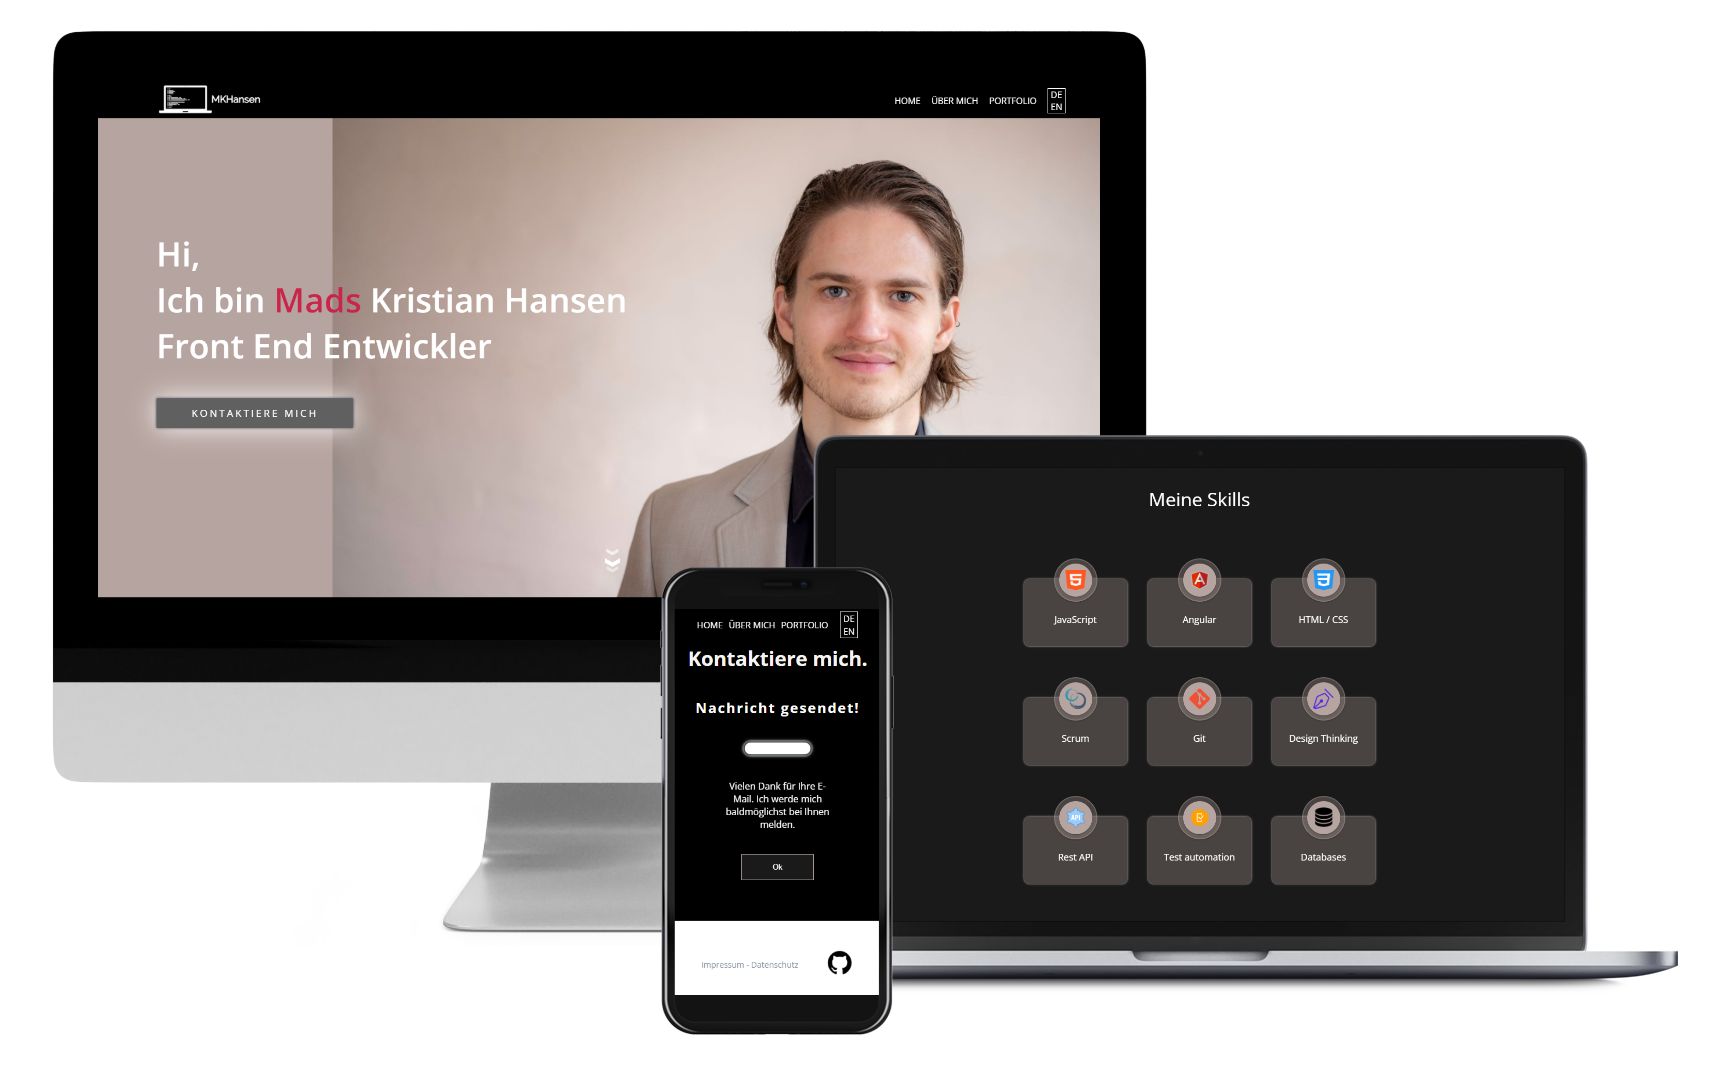 MKHansen
HOME ÜBER MICH PORTFOLIO DE
EN
Hi,
Ich bin Mads Kristian Hansen
Front End Entwickler
KONTAKTIERE MICH
Meine Skills
JavaScript Angular HTML / CSS
Scrum Git Design Thinking
API
Rest API Test automation Databases
HOME ÜBER MICH PORTFOLIO DE
EN
Kontaktiere mich.
Nachricht gesendet!
Vielen Dank für Ihre E-
Mail. Ich werde mich
baldmöglichst bei Ihnen
melden.
Ok
Impressum - Datenschutz